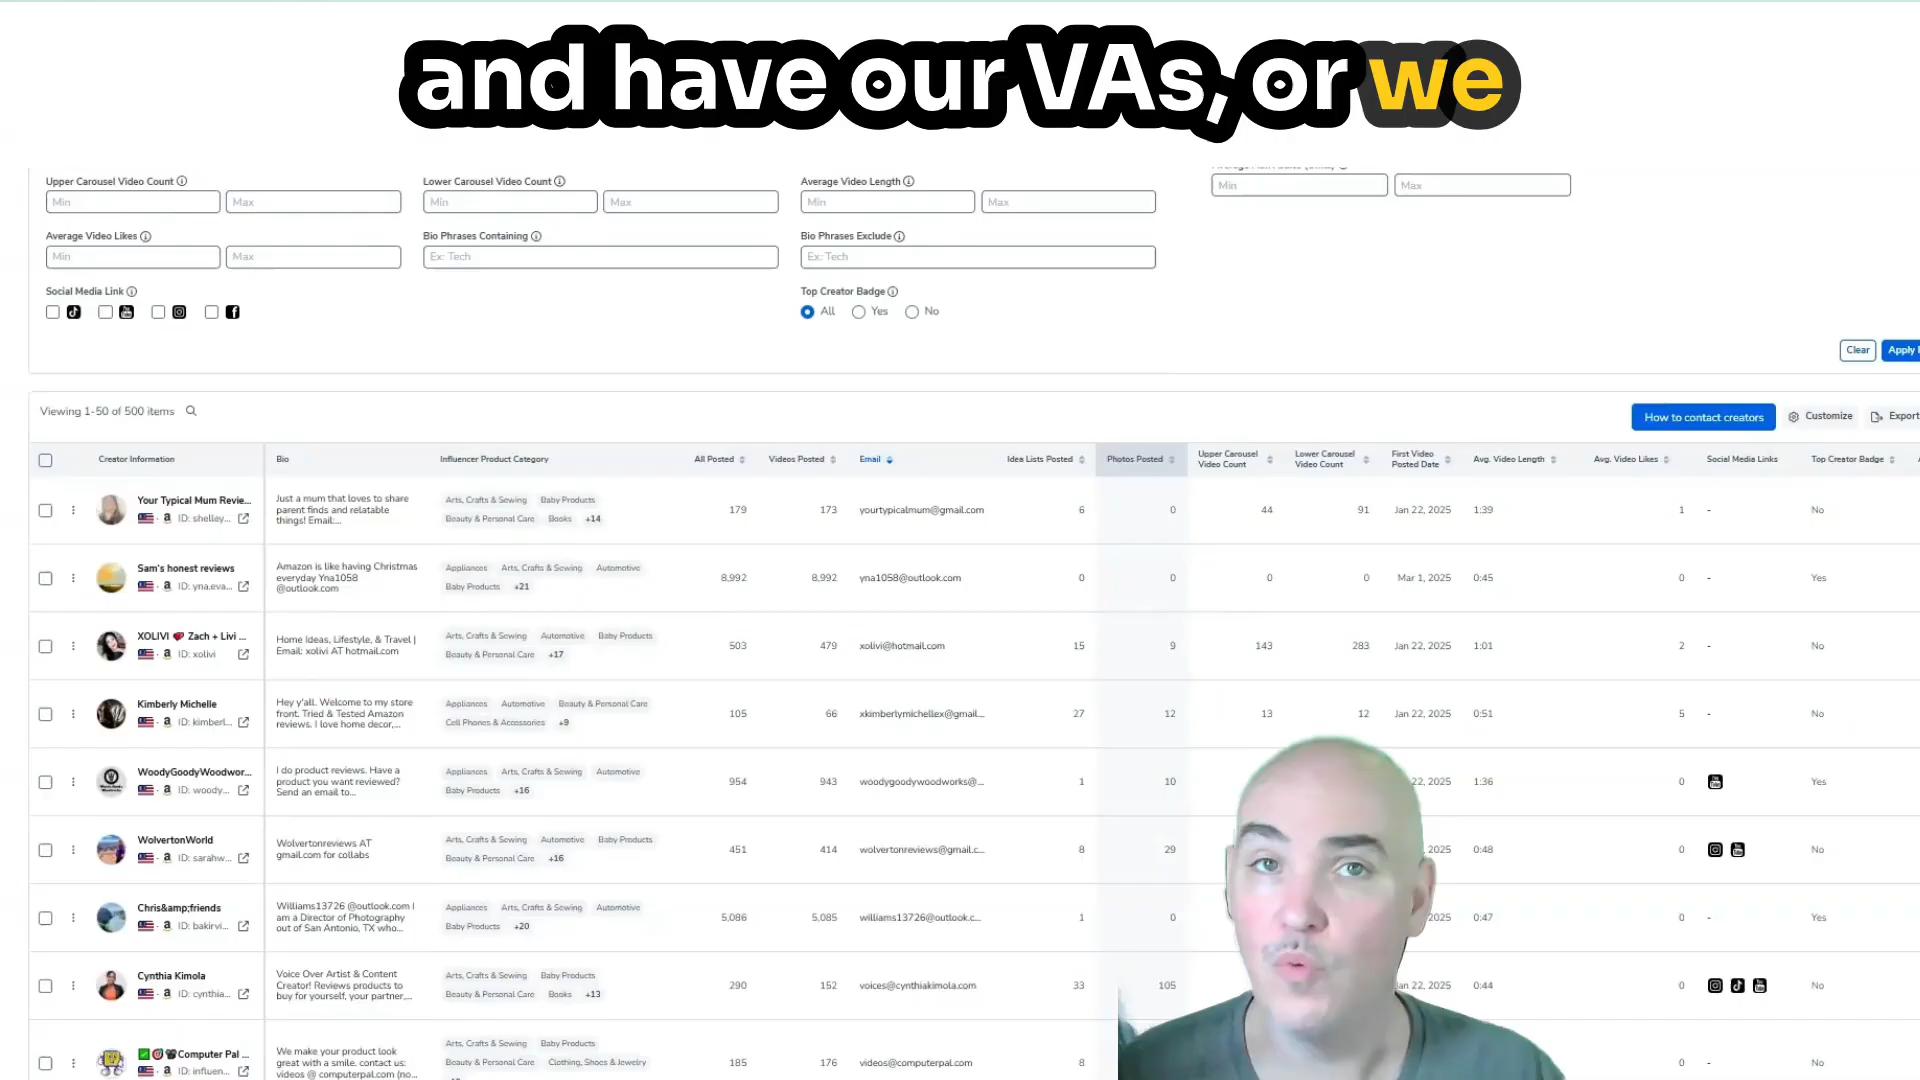 and have our VAs, or we
Upper Carousel Video Count
Lower Carousel Video Count
Average Video Length
Min Max
Min Max
Min Max
Min Max
Average Video Likes
Bio Phrases Containing
Bio Phrases Exclude
Min Max
Ex: Tech
Ex: Tech
Social Media Link
Top Creator Badge
All Yes No
Clear
Apply
Viewing 1-50 of 500 items
How to contact creators
Customize
Export
Creator Information Bio Influencer Product Category All Posted Videos Posted Email Idea Lists Posted Photos Posted Upper Carousel Video Count Lower Carousel Video Count First Video Posted Date Avg. Video Length Avg. Video Likes Social Media Links Top Creator Badge
Your Typical Mum Revie...
ID: shelley...
Just a mum that loves to share
parent finds and relatable
things! Email:...
Arts, Crafts & Sewing Baby Products
Beauty & Personal Care Books +14
179 173 yourtypicalmum@gmail.com 6 0 44 91 Jan 22, 2025 1:39 1 - No
Sam's honest reviews
ID: yna.eva...
Amazon is like having Christmas
everyday Yna1058
@outlook.com
Appliances Arts, Crafts & Sewing Automotive
Baby Products +21
8,992 8,992 yna1058@outlook.com 0 0 0 0 Mar 1, 2025 0:45 0 - Yes
XOLIVI Zach + Livi ...
ID: xolivi
Home Ideas, Lifestyle, & Travel |
Email: xolivi AT hotmail.com
Arts, Crafts & Sewing Automotive Baby Products
Beauty & Personal Care +17
503 479 xolivi@hotmail.com 15 9 143 283 Jan 22, 2025 1:01 2 - No
Kimberly Michelle
ID: kimberl...
Hey y'all. Welcome to my store
front. Tried & Tested Amazon
reviews. I love home decor,...
Appliances Automotive Beauty & Personal Care
Cell Phones & Accessories +9
105 66 xkimberlymichellex@gmail... 27 12 13 12 Jan 22, 2025 0:51 5 - No
WoodyGoodyWoodwor...
ID: woody...
I do product reviews. Have a
product you want reviewed?
Send an email to...
Appliances Arts, Crafts & Sewing Automotive
Baby Products +16
954 943 woodygoodywoodworks@... 1 10 22, 2025 1:36 0 Yes
WolvertonWorld
ID: sarahw...
Wolvertonreviews AT
gmail.com for collabs
Arts, Crafts & Sewing Automotive Baby Products
Beauty & Personal Care +16
451 414 wolvertonreviews@gmail.c... 8 29 , 2025 0:48 0 No
Chris&amp;friends
ID: bakirvi...
Williams13726 @outlook.com I
am a Director of Photography
out of San Antonio, TX who...
Appliances Arts, Crafts & Sewing Automotive
Baby Products +20
5,086 5,085 williams13726@outlook.c... 1 0 2025 0:47 0 - Yes
Cynthia Kimola
ID: cynthia...
Voice Over Artist & Content
Creator! Reviews products to
buy for yourself, your partner,...
Arts, Crafts & Sewing Baby Products
Beauty & Personal Care Books +13
290 152 voices@cynthiakimola.com 33 105 Jan 22, 2025 0:44 0 No
Computer Pal ...
ID: influen...
We make your product look
great with a smile. contact us:
videos @ computerpal.com (no...
Arts, Crafts & Sewing Baby Products
Beauty & Personal Care Clothing, Shoes & Jewelry
185 176 videos@computerpal.com 8 0 - No